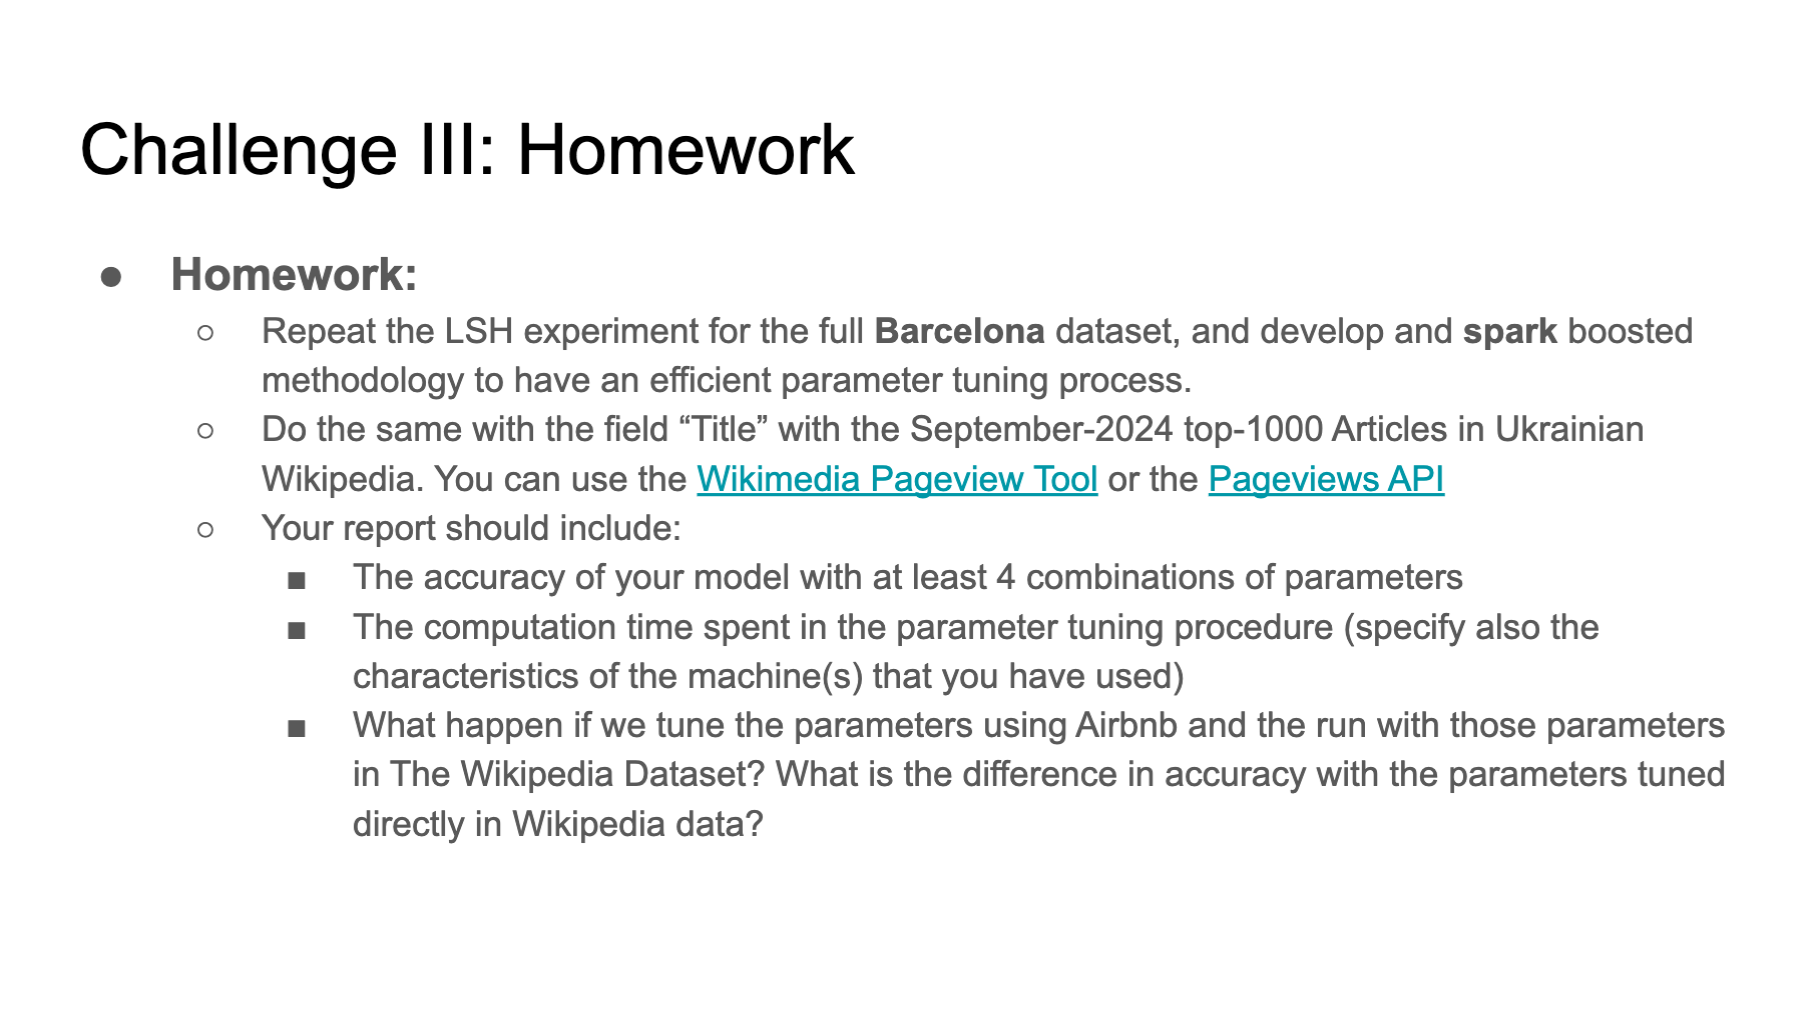 Challenge III: Homework
● Homework:
○ Repeat the LSH experiment for the full Barcelona dataset, and develop and spark boosted
methodology to have an efficient parameter tuning process.
○ Do the same with the field “Title” with the September-2024 top-1000 Articles in Ukrainian
Wikipedia. You can use the Wikimedia Pageview Tool or the Pageviews API
○ Your report should include:
■ The accuracy of your model with at least 4 combinations of parameters
■ The computation time spent in the parameter tuning procedure (specify also the
characteristics of the machine(s) that you have used)
■ What happen if we tune the parameters using Airbnb and the run with those parameters
in The Wikipedia Dataset? What is the difference in accuracy with the parameters tuned
directly in Wikipedia data?